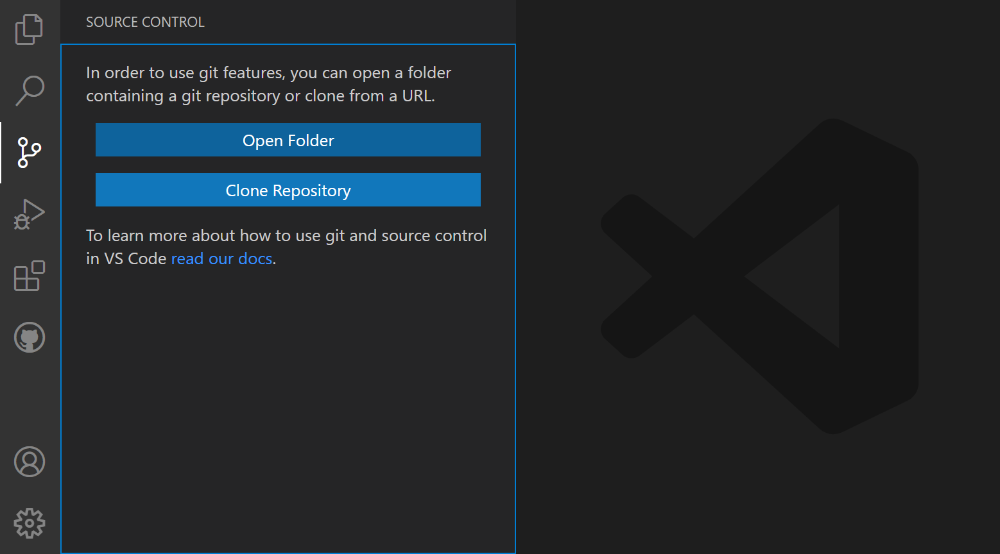 SOURCE CONTROL
In order to use git features, you can open a folder
containing a git repository or clone from a URL.
Open Folder
Clone Repository
To learn more about how to use git and source control
in VS Code read our docs.